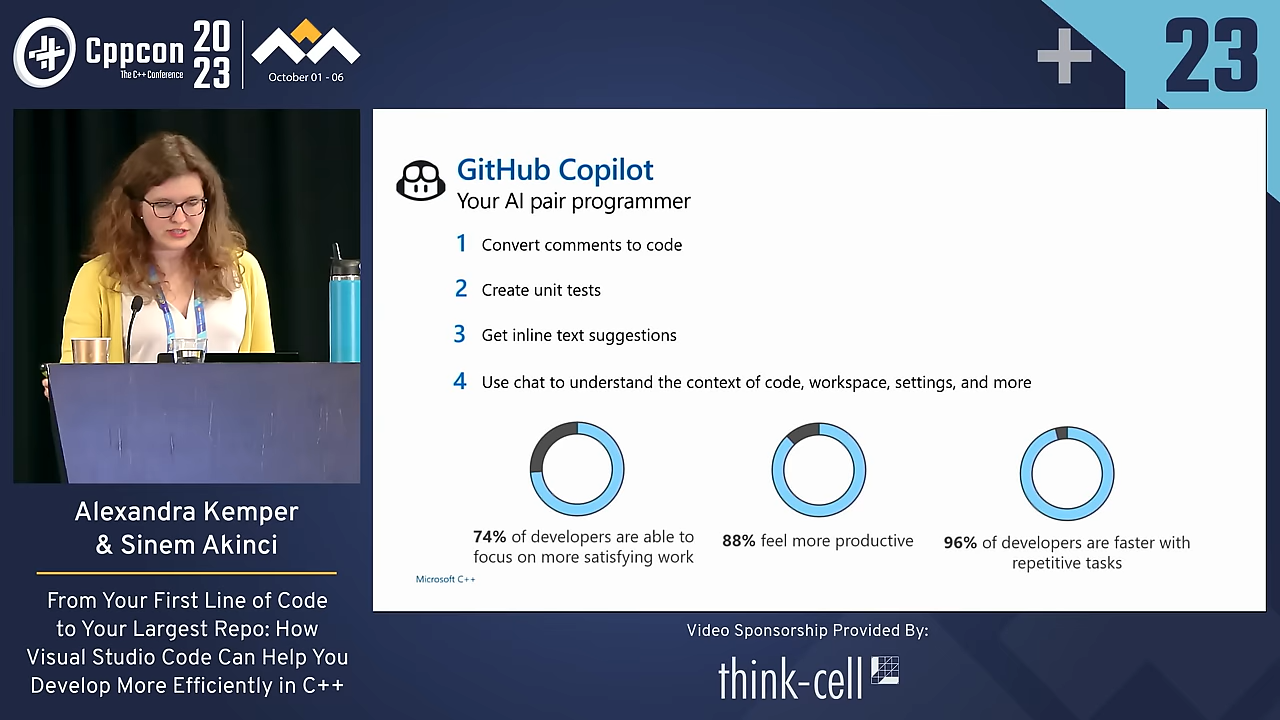 Cppcon
The C++ Conference
20
23
October 01 - 06
23
GitHub Copilot
Your AI pair programmer
1 Convert comments to code
2 Create unit tests
3 Get inline text suggestions
4 Use chat to understand the context of code, workspace, settings, and more
74% of developers are able to
focus on more satisfying work
88% feel more productive
96% of developers are faster with
repetitive tasks
Microsoft C++
Alexandra Kemper
& Sinem Akinci
From Your First Line of Code
to Your Largest Repo: How
Visual Studio Code Can Help You
Develop More Efficiently in C++
Video Sponsorship Provided By:
think-cell